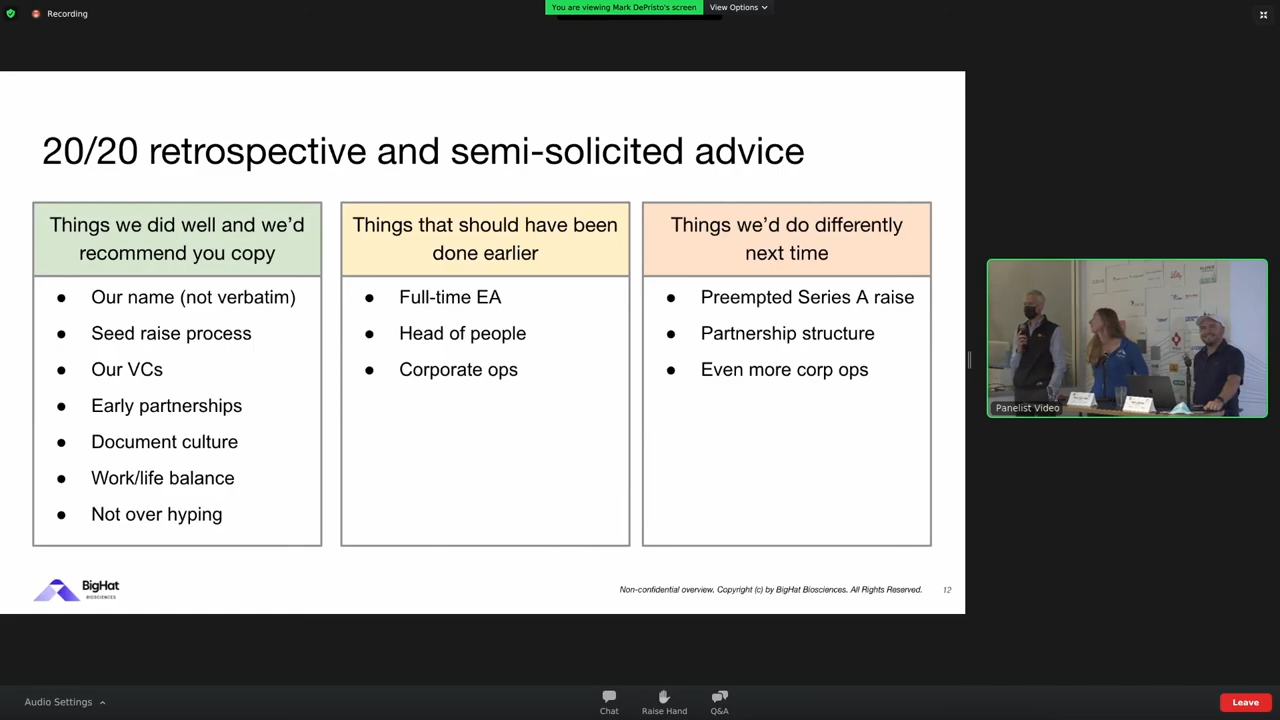 Recording
You are viewing Mark DePristo's screen
View Options
20/20 retrospective and semi-solicited advice
Things we did well and we'd
recommend you copy
● Our name (not verbatim)
● Seed raise process
● Our VCs
● Early partnerships
● Document culture
● Work/life balance
● Not over hyping
Things that should have been
done earlier
● Full-time EA
● Head of people
● Corporate ops
Things we'd do differently
next time
● Preempted Series A raise
● Partnership structure
● Even more corp ops
BigHat
BIOSCIENCES
Non-confidential overview. Copyright (c) by BigHat Biosciences. All Rights Reserved.
12
Panelist Video
Audio Settings
Chat
Raise Hand
Q&A
Leave